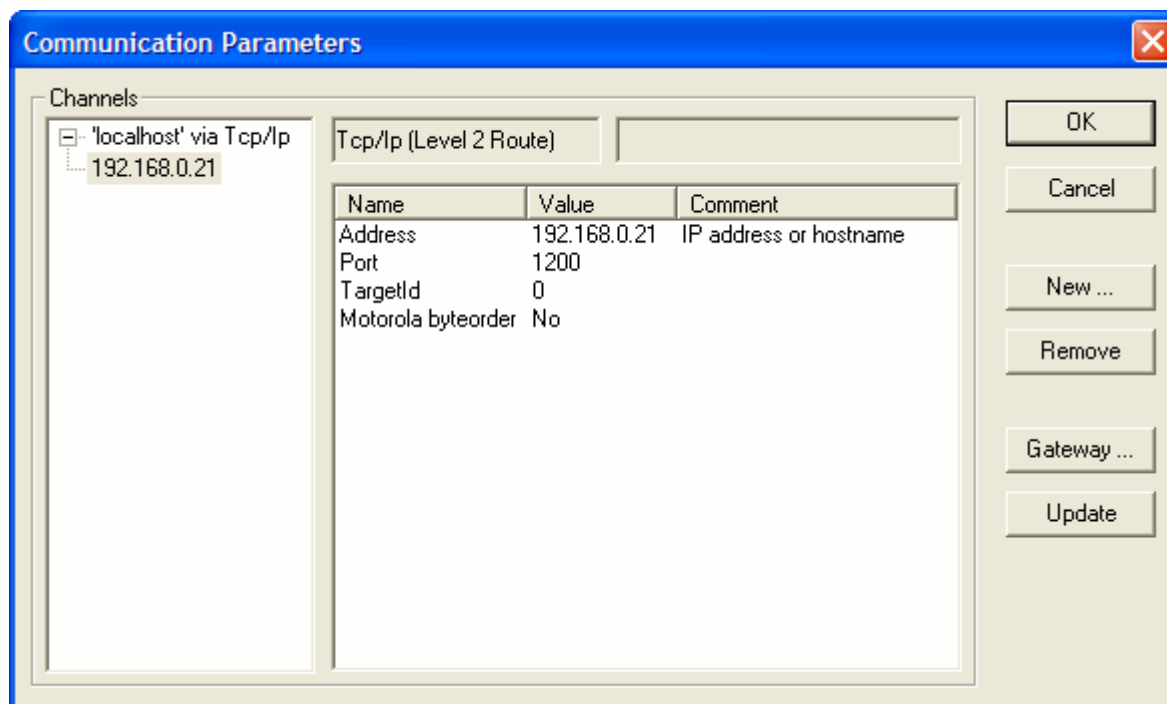 Communication Parameters
Channels
'localhost' via Tcp/Ip
192.168.0.21
Tcp/Ip (Level 2 Route)
Name Value Comment
Address 192.168.0.21 IP address or hostname
Port 1200
TargetId 0
Motorola byteorder No
OK
Cancel
New ...
Remove
Gateway ...
Update